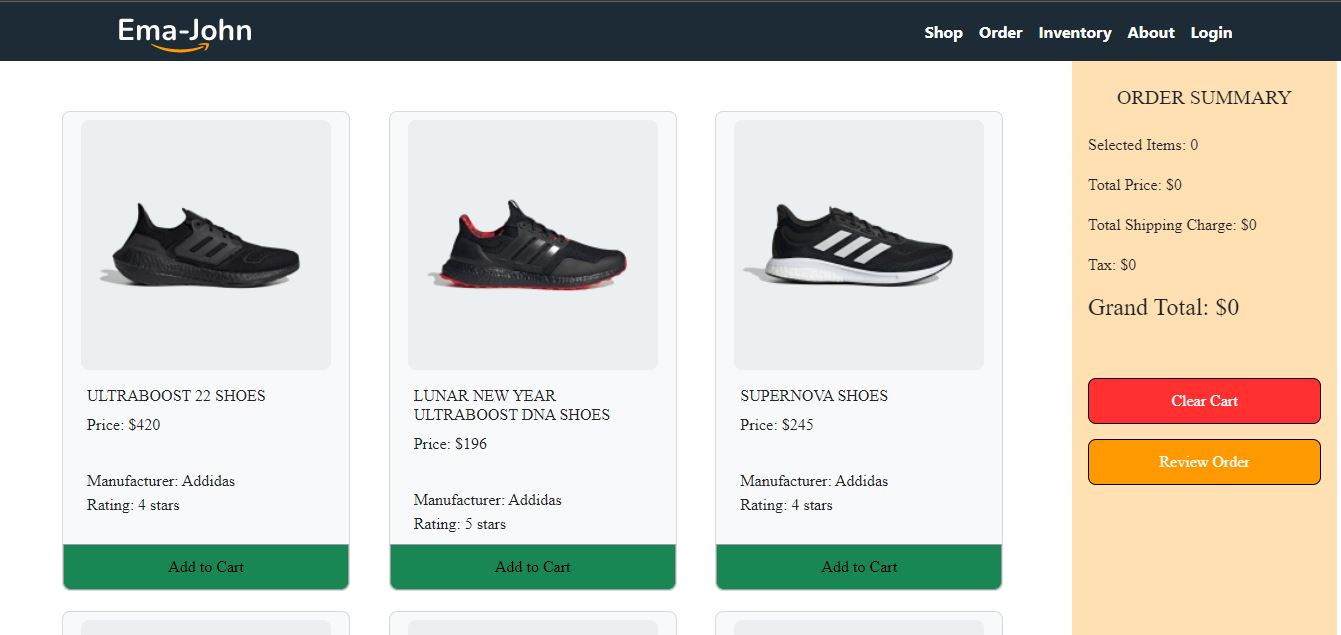 Ema-John
Shop Order Inventory About Login
ULTRABOOST 22 SHOES
Price: $420
Manufacturer: Addidas
Rating: 4 stars
Add to Cart
LUNAR NEW YEAR
ULTRABOOST DNA SHOES
Price: $196
Manufacturer: Addidas
Rating: 5 stars
Add to Cart
SUPERNOVA SHOES
Price: $245
Manufacturer: Addidas
Rating: 4 stars
Add to Cart
ORDER SUMMARY
Selected Items: 0
Total Price: $0
Total Shipping Charge: $0
Tax: $0
Grand Total: $0
Clear Cart
Review Order